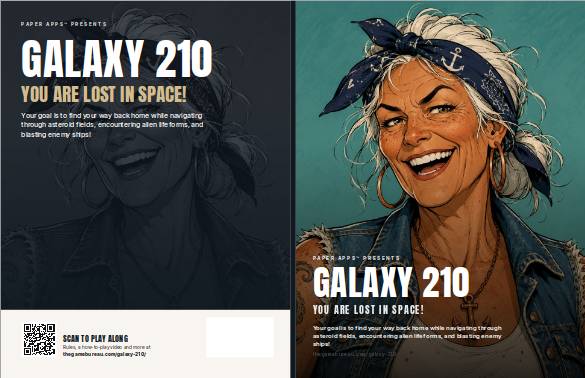 PAPER APPS™ PRESENTS
GALAXY 210
YOU ARE LOST IN SPACE!
Your goal is to find your way back home while navigating
through asteroid fields, encountering alien life forms, and
blasting enemy ships!
SCAN TO PLAY ALONG
Rules, a how-to-play video and more at
thegamebureau.com/galaxy-210/
PAPER APPS™ PRESENTS
GALAXY 210
YOU ARE LOST IN SPACE!
Your goal is to find your way back home while navigating through
asteroid fields, encountering alien life forms, and blasting enemy
ships!
thegamebureau.com/galaxy-210